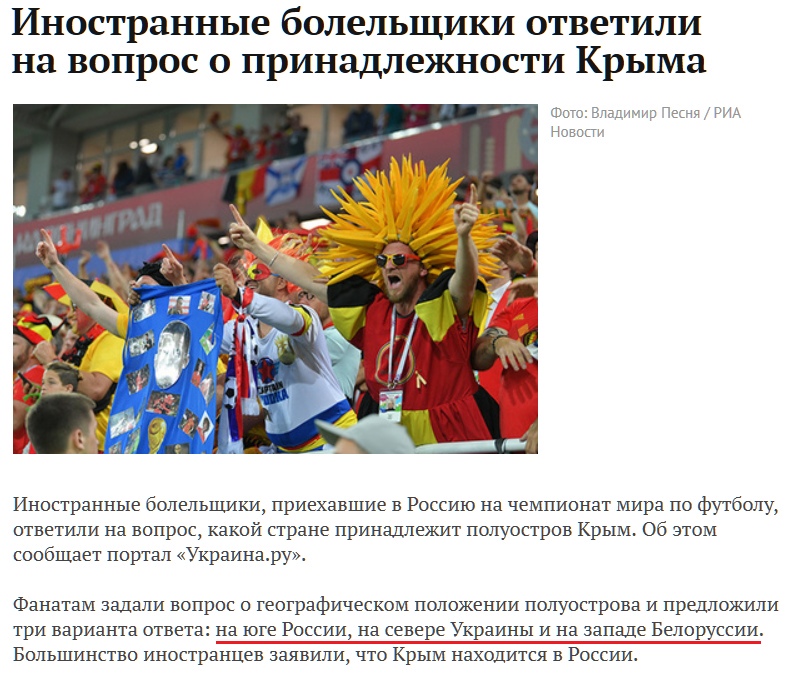 Иностранные болельщики ответили
на вопрос о принадлежности Крыма
Фото: Владимир Песня / РИА
Новости
Иностранные болельщики, приехавшие в Россию на чемпионат мира по футболу,
ответили на вопрос, какой стране принадлежит полуостров Крым. Об этом
сообщает портал «Украина.ру».
Фанатам задали вопрос о географическом положении полуострова и предложили
три варианта ответа: на юге России, на севере Украины и на западе Белоруссии.
Большинство иностранцев заявили, что Крым находится в России.